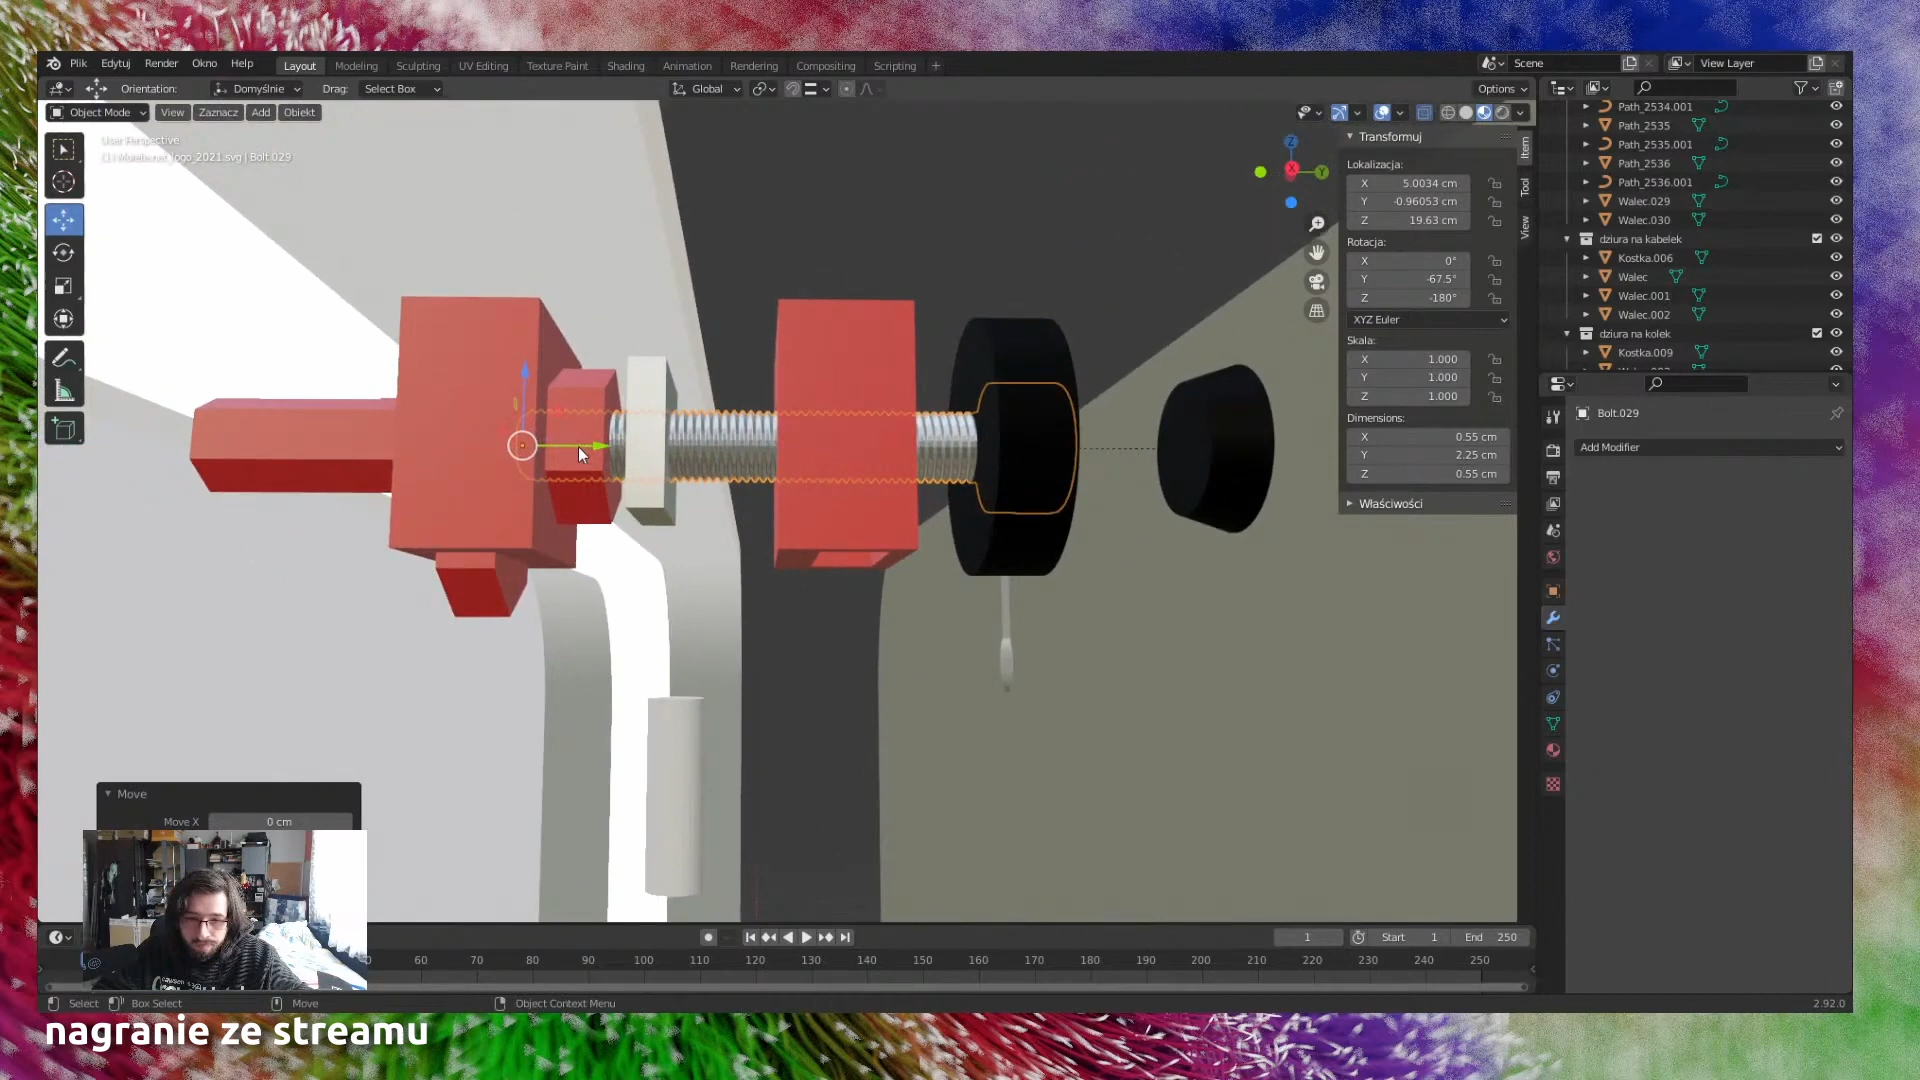 Plik Edytuj Render Okno Help Layout Modeling Sculpting UV Editing Texture Paint Shading Animation Rendering Compositing Scripting + Scene View Layer
Orientation: Domyślnie Drag: Select Box Global Options
Object Mode View Zaznacz Add Obiekt
User Perspective
Bolt.029
Z
X
Y
Item
Tool
View
Transformuj
Lokalizacja:
X 5.0034 cm
Y -0.96053 cm
Z 19.63 cm
Rotacja:
X 0°
Y -67.5°
Z -180°
XYZ Euler
Skala:
X 1.000
Y 1.000
Z 1.000
Dimensions:
X 0.55 cm
Y 2.25 cm
Z 0.55 cm
Właściwości
Path_2534.001
Path_2535
Path_2535.001
Path_2536
Path_2536.001
Walec.029
Walec.030
dziura na kabelek
Kostka.006
Walec
Walec.001
Walec.002
dziura na kolek
Kostka.009
Bolt.029
Add Modifier
Move
Move X 0 cm
1 Start 1 End 250
60 70 80 90 100 110 120 130 140 150 160 170 180 190 200 210 220 230 240 250
Select Box Select Move Object Context Menu 2.92.0
nagranie ze streamu